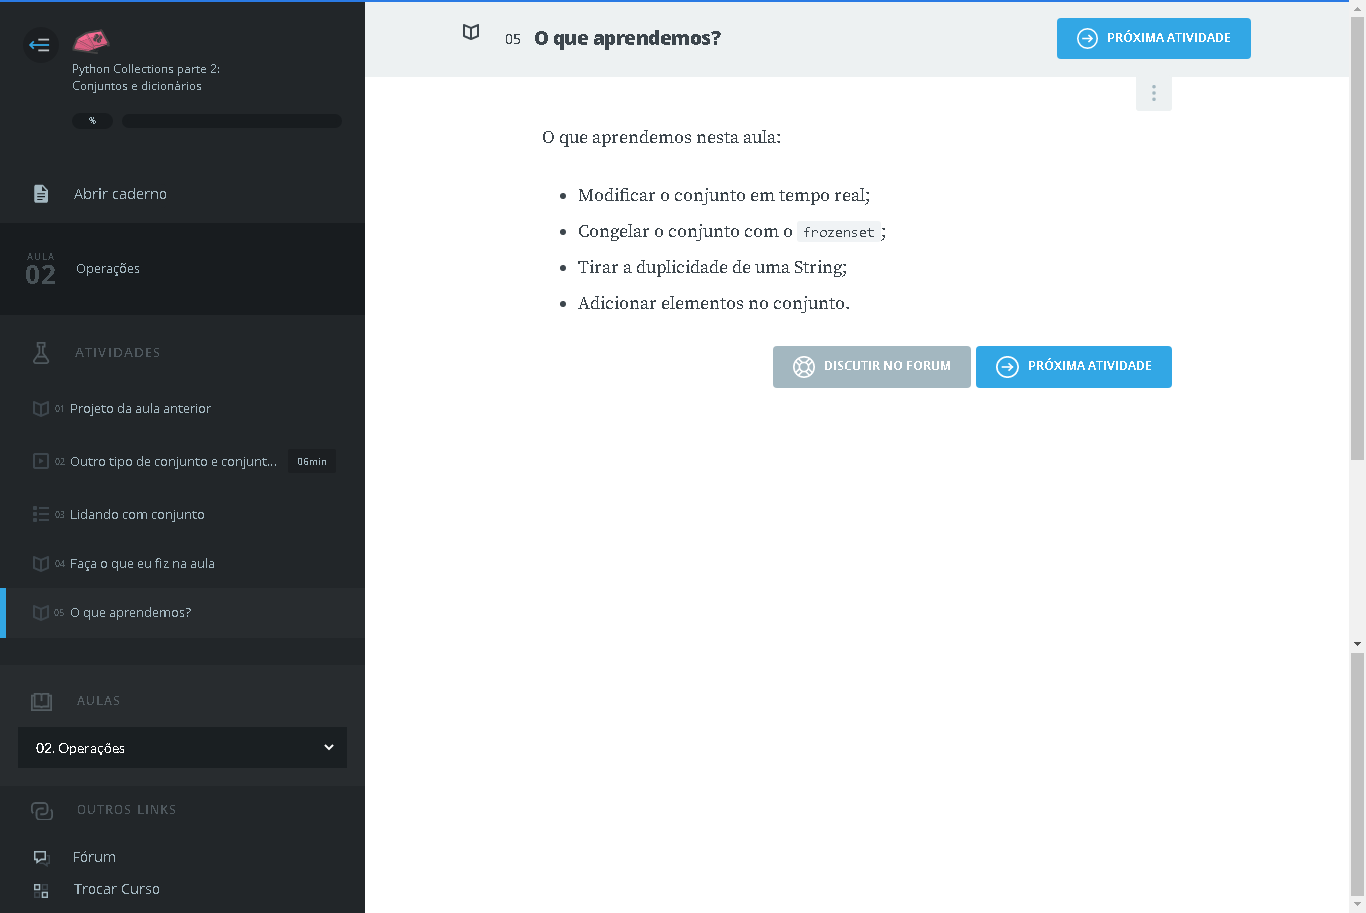 Python Collections parte 2:
Conjuntos e dicionários
%
Abrir caderno
AULA
02
Operações
ATIVIDADES
01 Projeto da aula anterior
02 Outro tipo de conjunto e conjunt... 06min
03 Lidando com conjunto
04 Faça o que eu fiz na aula
05 O que aprendemos?
AULAS
02. Operações
OUTROS LINKS
Fórum
Trocar Curso
05 O que aprendemos?
PRÓXIMA ATIVIDADE
O que aprendemos nesta aula:
• Modificar o conjunto em tempo real;
• Congelar o conjunto com o frozenset;
• Tirar a duplicidade de uma String;
• Adicionar elementos no conjunto.
DISCUTIR NO FORUM PRÓXIMA ATIVIDADE